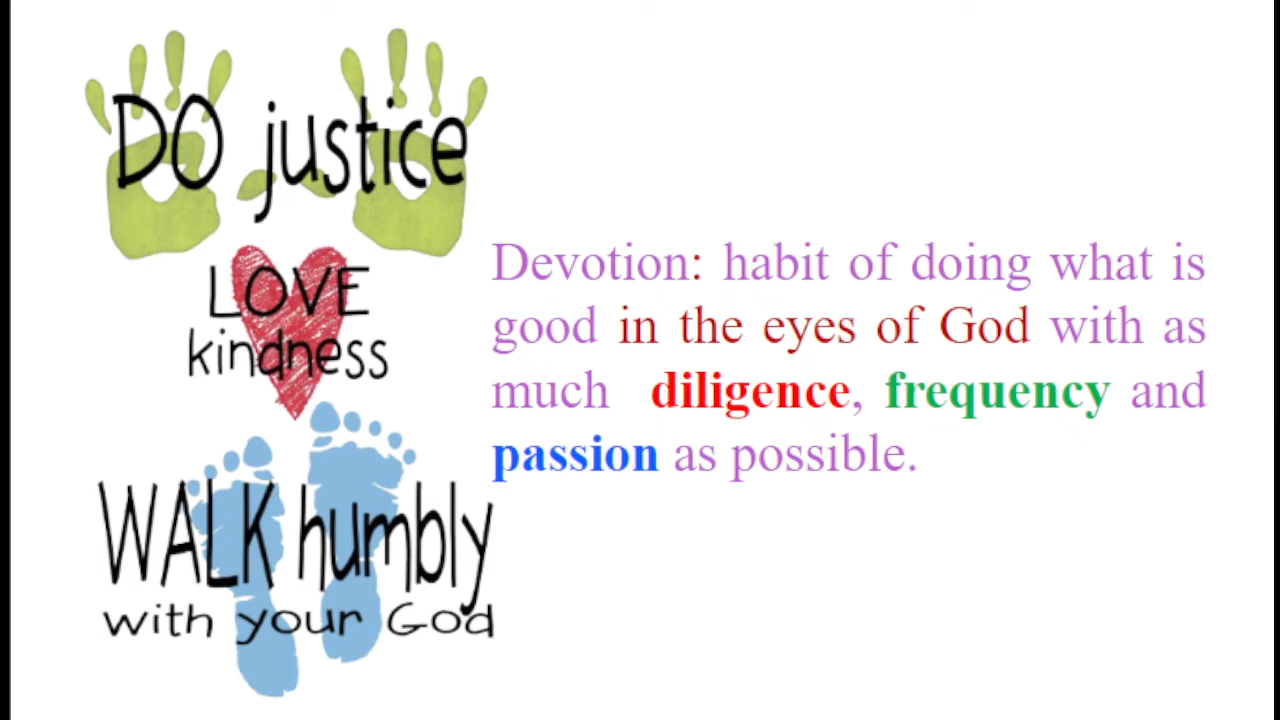 DO justice
LOVE
kindness
WALK humbly
with your God
Devotion: habit of doing what is
good in the eyes of God with as
much diligence, frequency and
passion as possible.